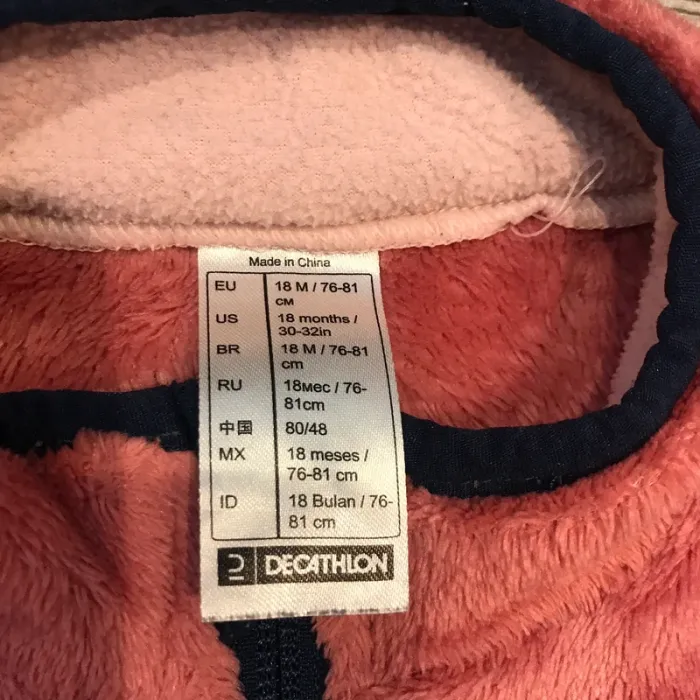 Made in China
EU 18 M / 76-81
CM
US 18 months /
30-32in
BR 18 M / 76-81
cm
RU 18мес / 76-
81cm
中国 80/48
MX 18 meses /
76-81 cm
ID 18 Bulan / 76-
81 cm
DECATHLON